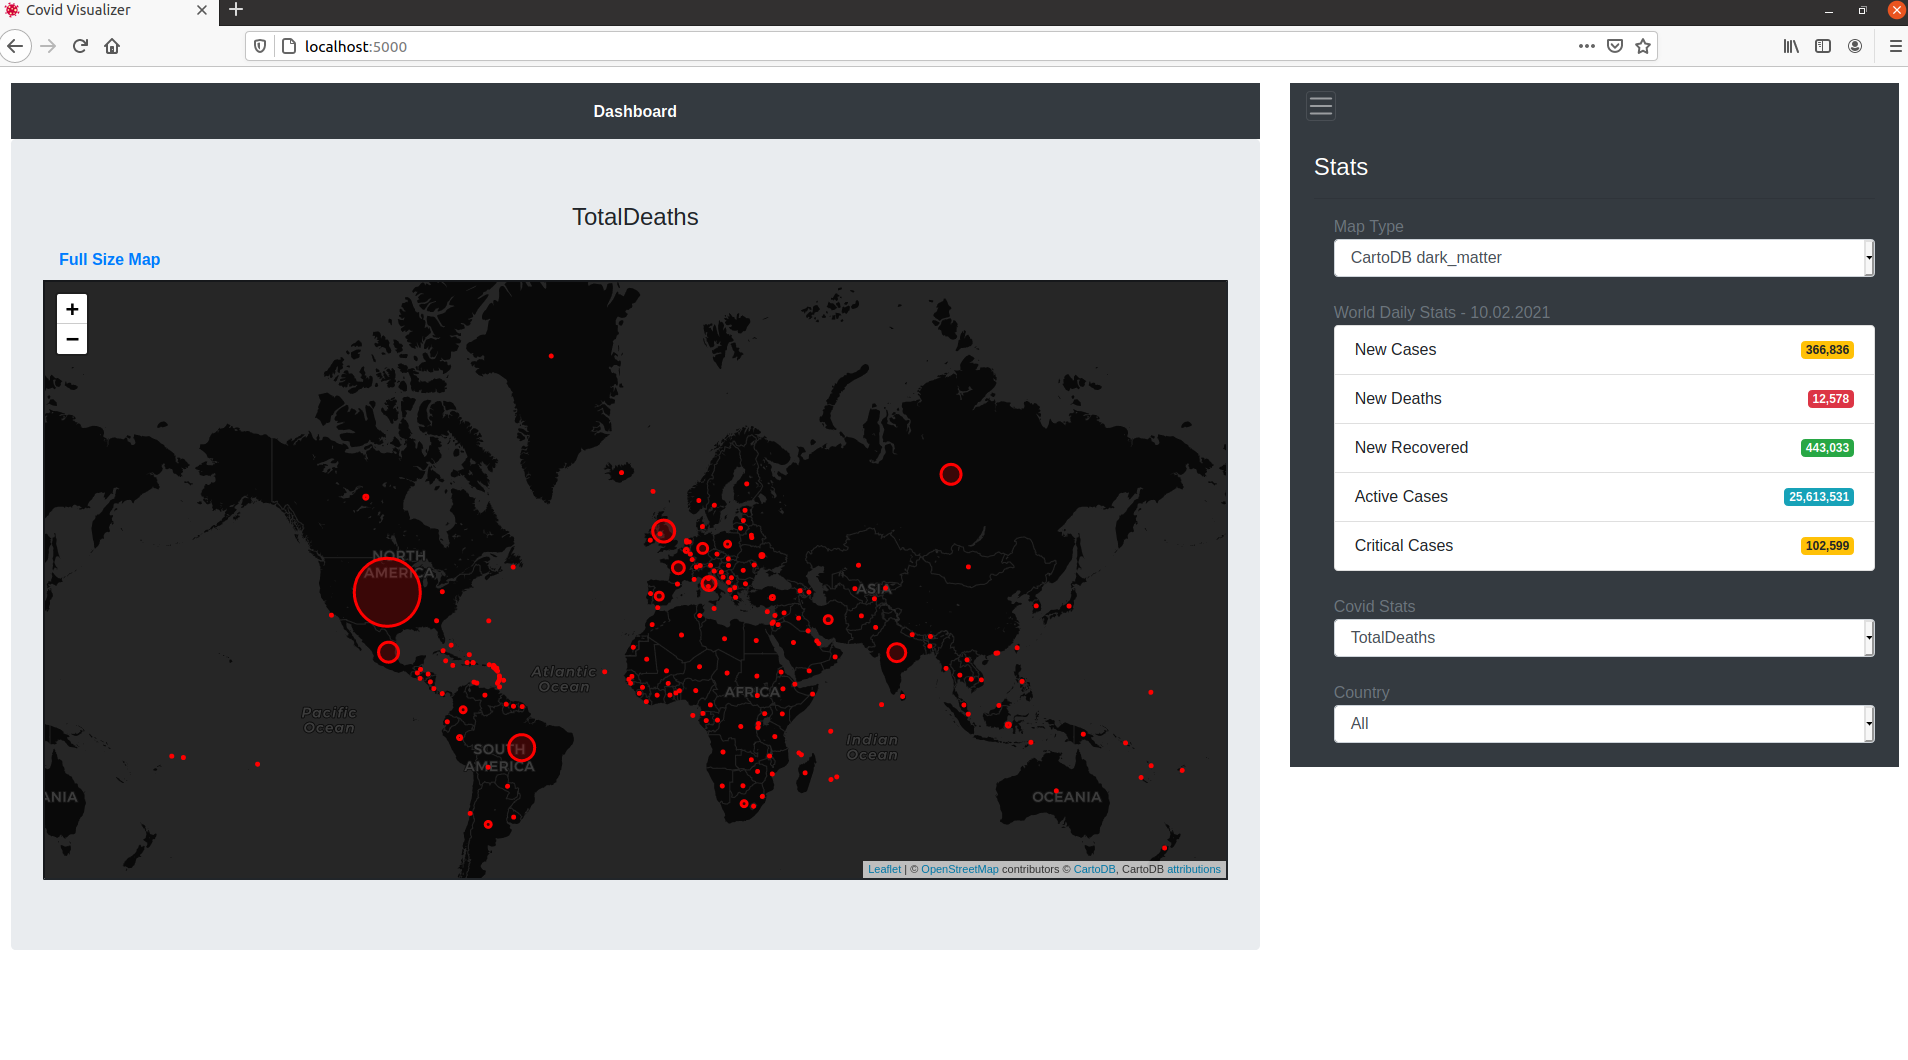 Covid Visualizer
localhost:5000
Dashboard
TotalDeaths
Full Size Map
+
−
NORTH
AMERICA
ASIA
Atlantic
Ocean
AFRICA
Pacific
Ocean
SOUTH
AMERICA
Indian
Ocean
ANIA
OCEANIA
Leaflet | © OpenStreetMap contributors © CartoDB, CartoDB attributions
Stats
Map Type
CartoDB dark_matter
World Daily Stats - 10.02.2021
New Cases 366,836
New Deaths 12,578
New Recovered 443,033
Active Cases 25,613,531
Critical Cases 102,599
Covid Stats
TotalDeaths
Country
All